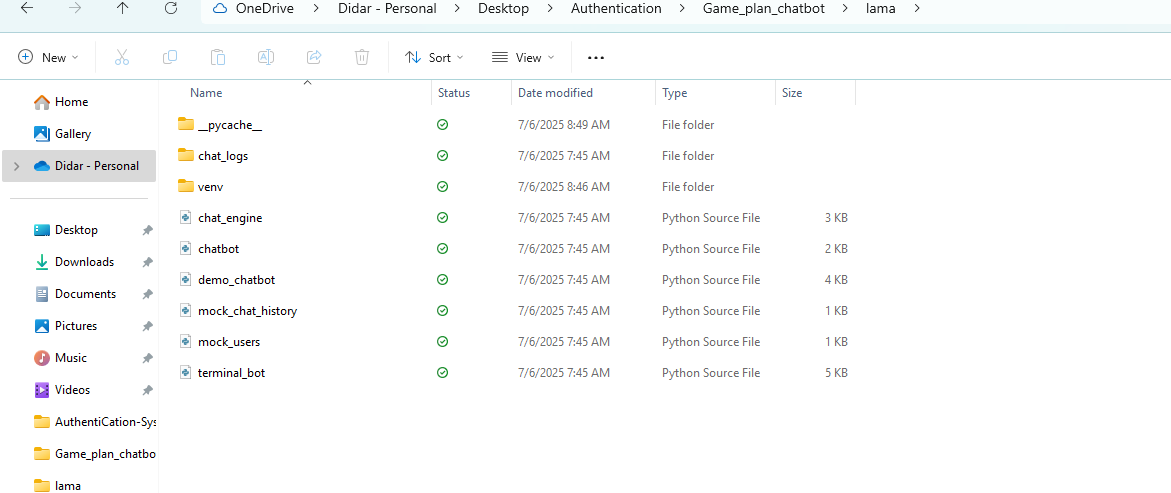 OneDrive > Didar - Personal > Desktop > Authentication > Game_plan_chatbot > lama >
New Sort View ...
Name Status Date modified Type Size
Home
Gallery
Didar - Personal
Desktop
Downloads
Documents
Pictures
Music
Videos
AuthentiCation-Sys
Game_plan_chatbo
lama
__pycache__ 7/6/2025 8:49 AM File folder
chat_logs 7/6/2025 7:45 AM File folder
venv 7/6/2025 8:46 AM File folder
chat_engine 7/6/2025 7:45 AM Python Source File 3 KB
chatbot 7/6/2025 7:45 AM Python Source File 2 KB
demo_chatbot 7/6/2025 7:45 AM Python Source File 4 KB
mock_chat_history 7/6/2025 7:45 AM Python Source File 1 KB
mock_users 7/6/2025 7:45 AM Python Source File 1 KB
terminal_bot 7/6/2025 7:45 AM Python Source File 5 KB